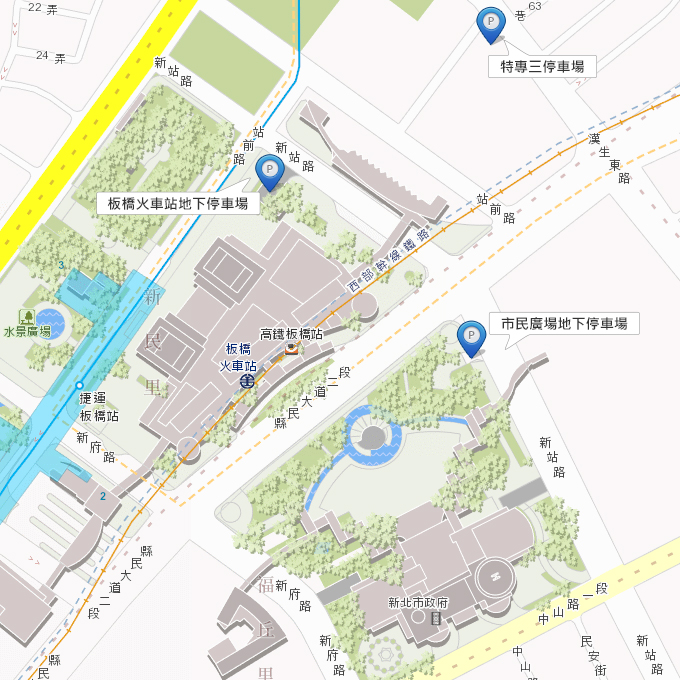 22 弄
24 弄
新站路
巷 63
P
特專三停車場
漢生東路
站前路
新站路
P
板橋火車站地下停車場
站前路
西部幹線鐵路
3
水景廣場
新民里
高鐵板橋站
板橋
火車站
P
市民廣場地下停車場
捷運
板橋站
縣民大道二段
新府路
新站路
2
縣民大道二段
福丘里
新府路
新北市政府
中山路一段
縣民
新府路
中山路
民安街
新站路